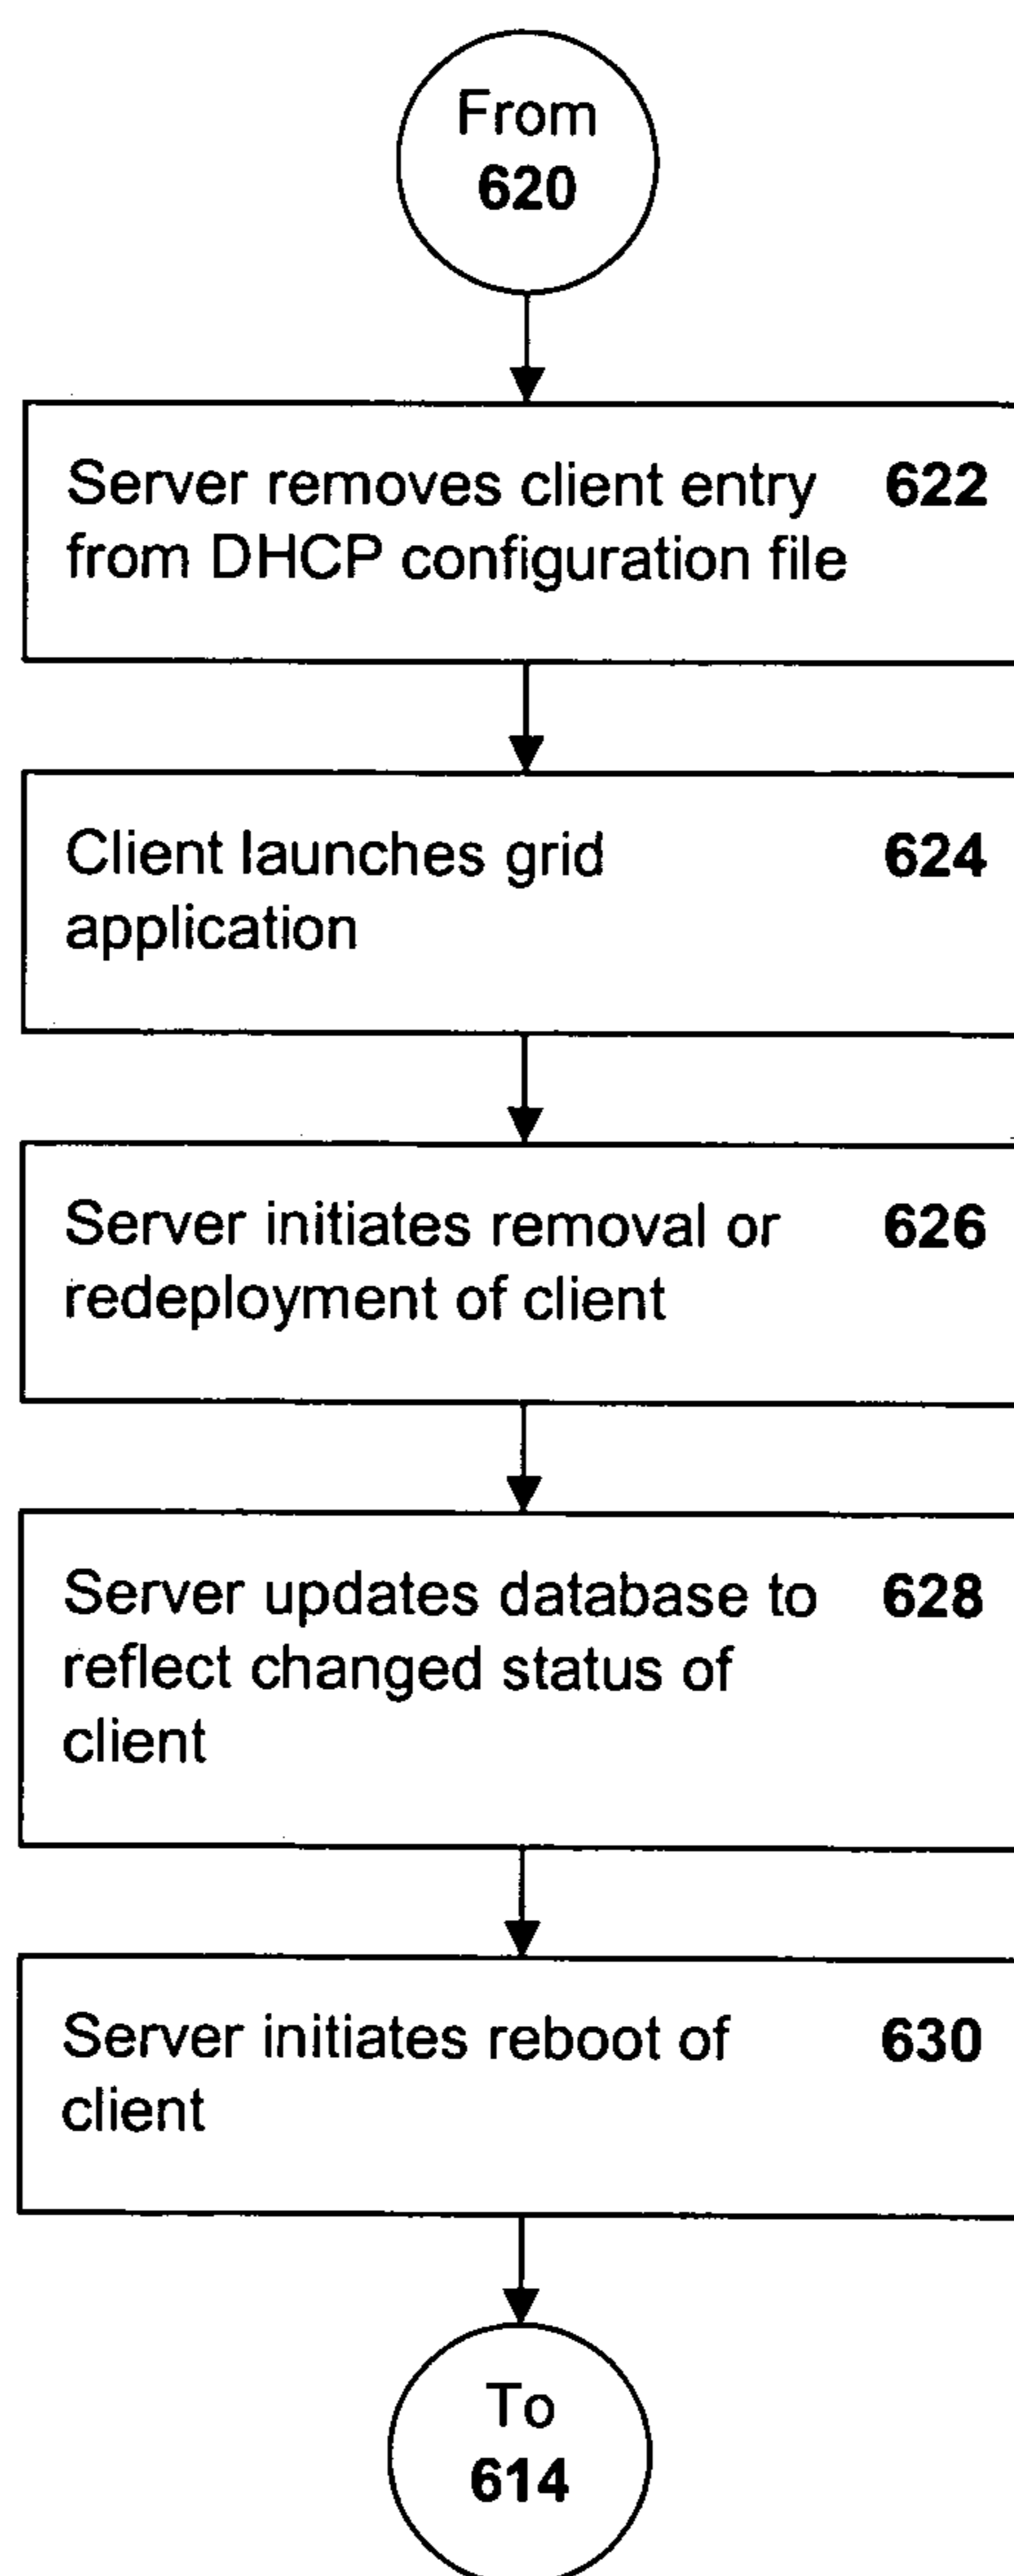 From
620
Server removes client entry 622
from DHCP configuration file
Client launches grid 624
application
Server initiates removal or 626
redeployment of client
Server updates database to 628
reflect changed status of
client
Server initiates reboot of 630
client
To
614